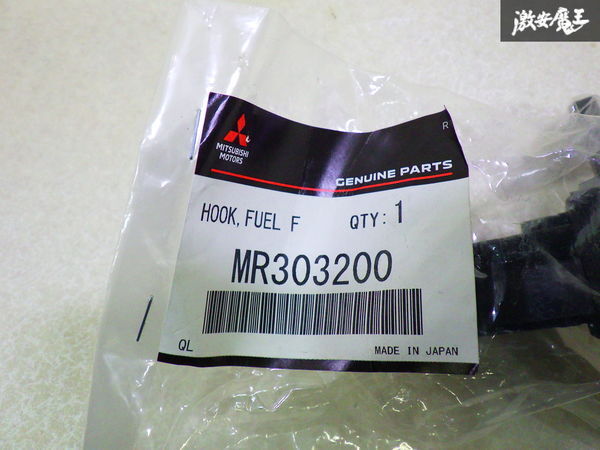 激安魔王
R
MITSUBISHI
MOTORS
GENUINE PARTS
HOOK, FUEL F QTY: 1
MR303200
QL MADE IN JAPAN